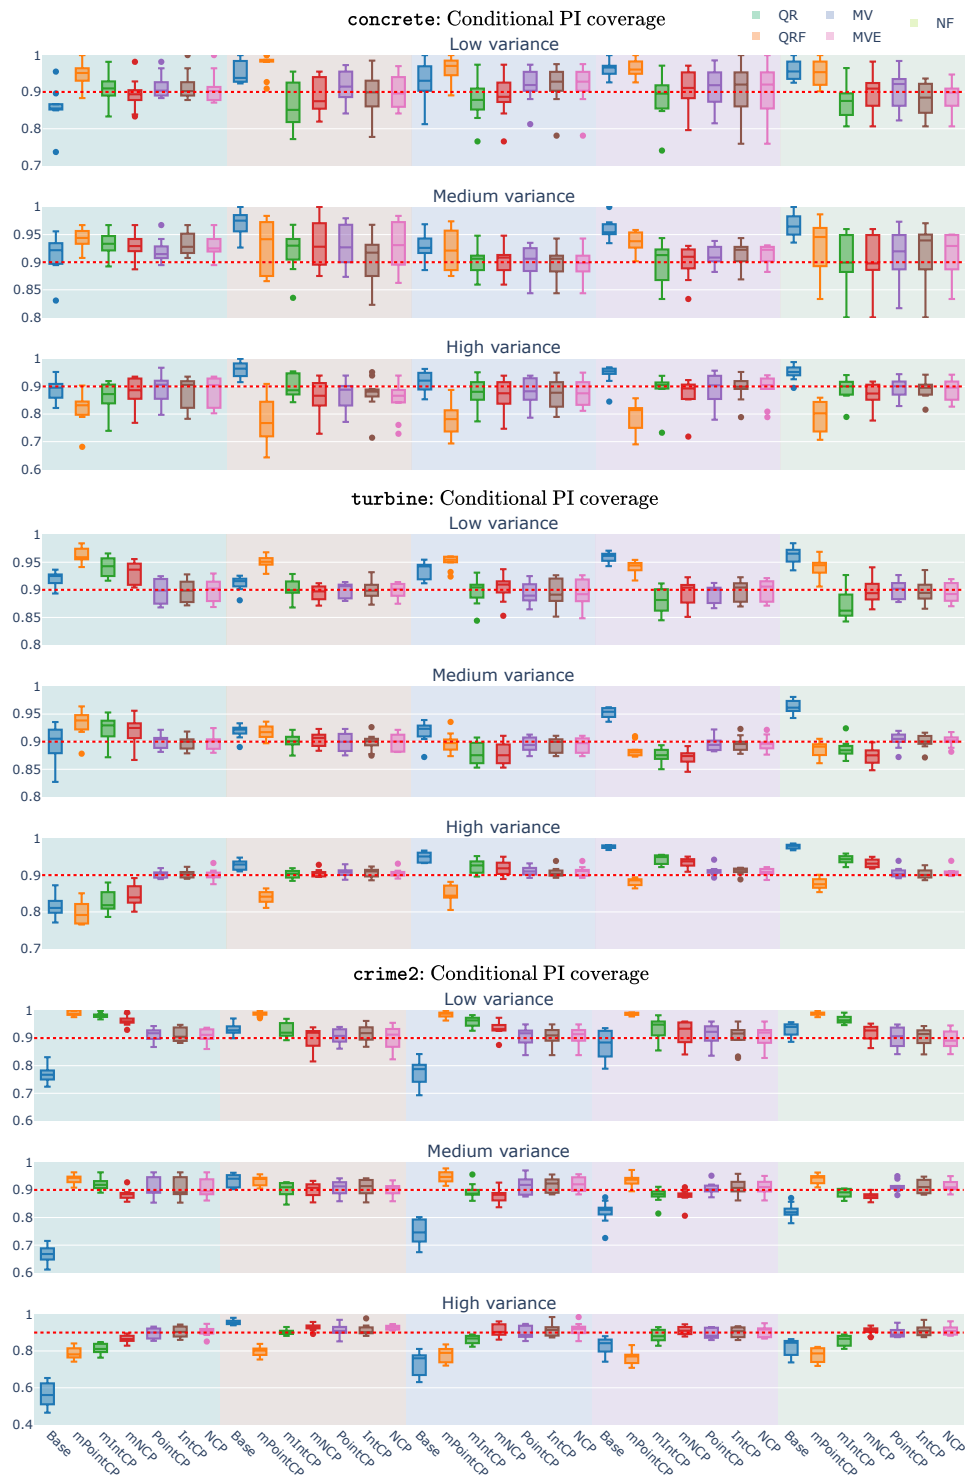 concrete: Conditional PI coverage
QR
MV
NF
QRF
MVE
Low variance
1
0.9
0.8
0.7
Medium variance
1
0.95
0.9
0.85
0.8
High variance
1
0.9
0.8
0.7
0.6
turbine: Conditional PI coverage
Low variance
1
0.95
0.9
0.85
0.8
Medium variance
1
0.95
0.9
0.85
0.8
High variance
1
0.9
0.8
0.7
crime2: Conditional PI coverage
Low variance
1
0.9
0.8
0.7
0.6
Medium variance
1
0.9
0.8
0.7
0.6
High variance
1
0.8
0.6
0.4
Base mPointCP mIntCP mNCP PointCP IntCP NCP Base mPointCP mIntCP mNCP PointCP IntCP NCP Base mPointCP mIntCP mNCP PointCP IntCP NCP Base mPointCP mIntCP mNCP PointCP IntCP NCP Base mPointCP mIntCP mNCP PointCP IntCP NCP